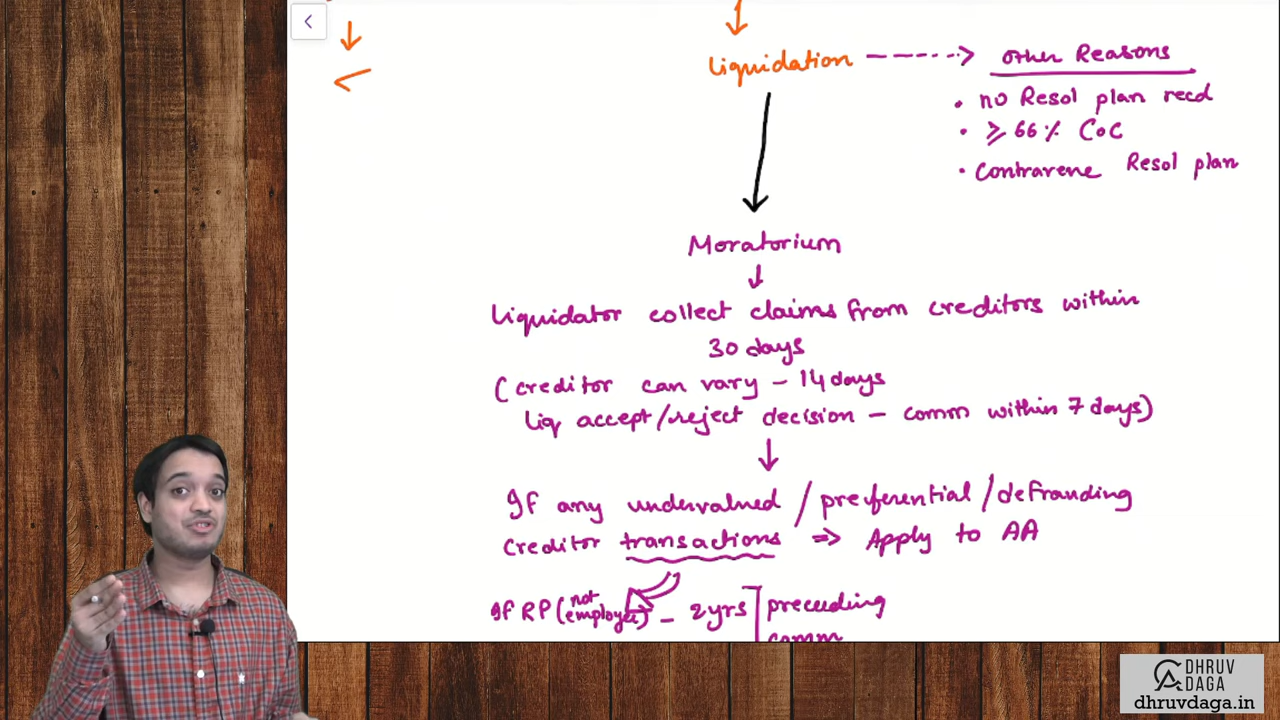 Liquidation
other Reasons
• no Resol plan recd
• ≥ 66% CoC
• Contravene Resol plan
Moratorium
Liquidator collect claims from creditors within
30 days
(creditor can vary - 14 days
Liq accept/reject decision - comm within 7 days)
If any undervalued / preferential / defrauding
creditor transactions ⇒ Apply to AA
If RP (not employee) - 2 yrs preceding
comm
DHRUV
DAGA
dhruvdaga.in